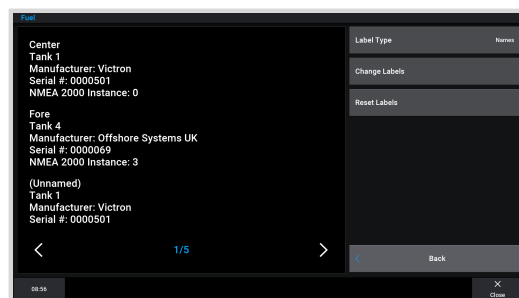 Fuel
Center
Tank 1
Manufacturer: Victron
Serial #: 0000501
NMEA 2000 Instance: 0
Fore
Tank 4
Manufacturer: Offshore Systems UK
Serial #: 0000069
NMEA 2000 Instance: 3
(Unnamed)
Tank 1
Manufacturer: Victron
Serial #: 0000501
1/5
Label Type Names
Change Labels
Reset Labels
Back
08:56
Close